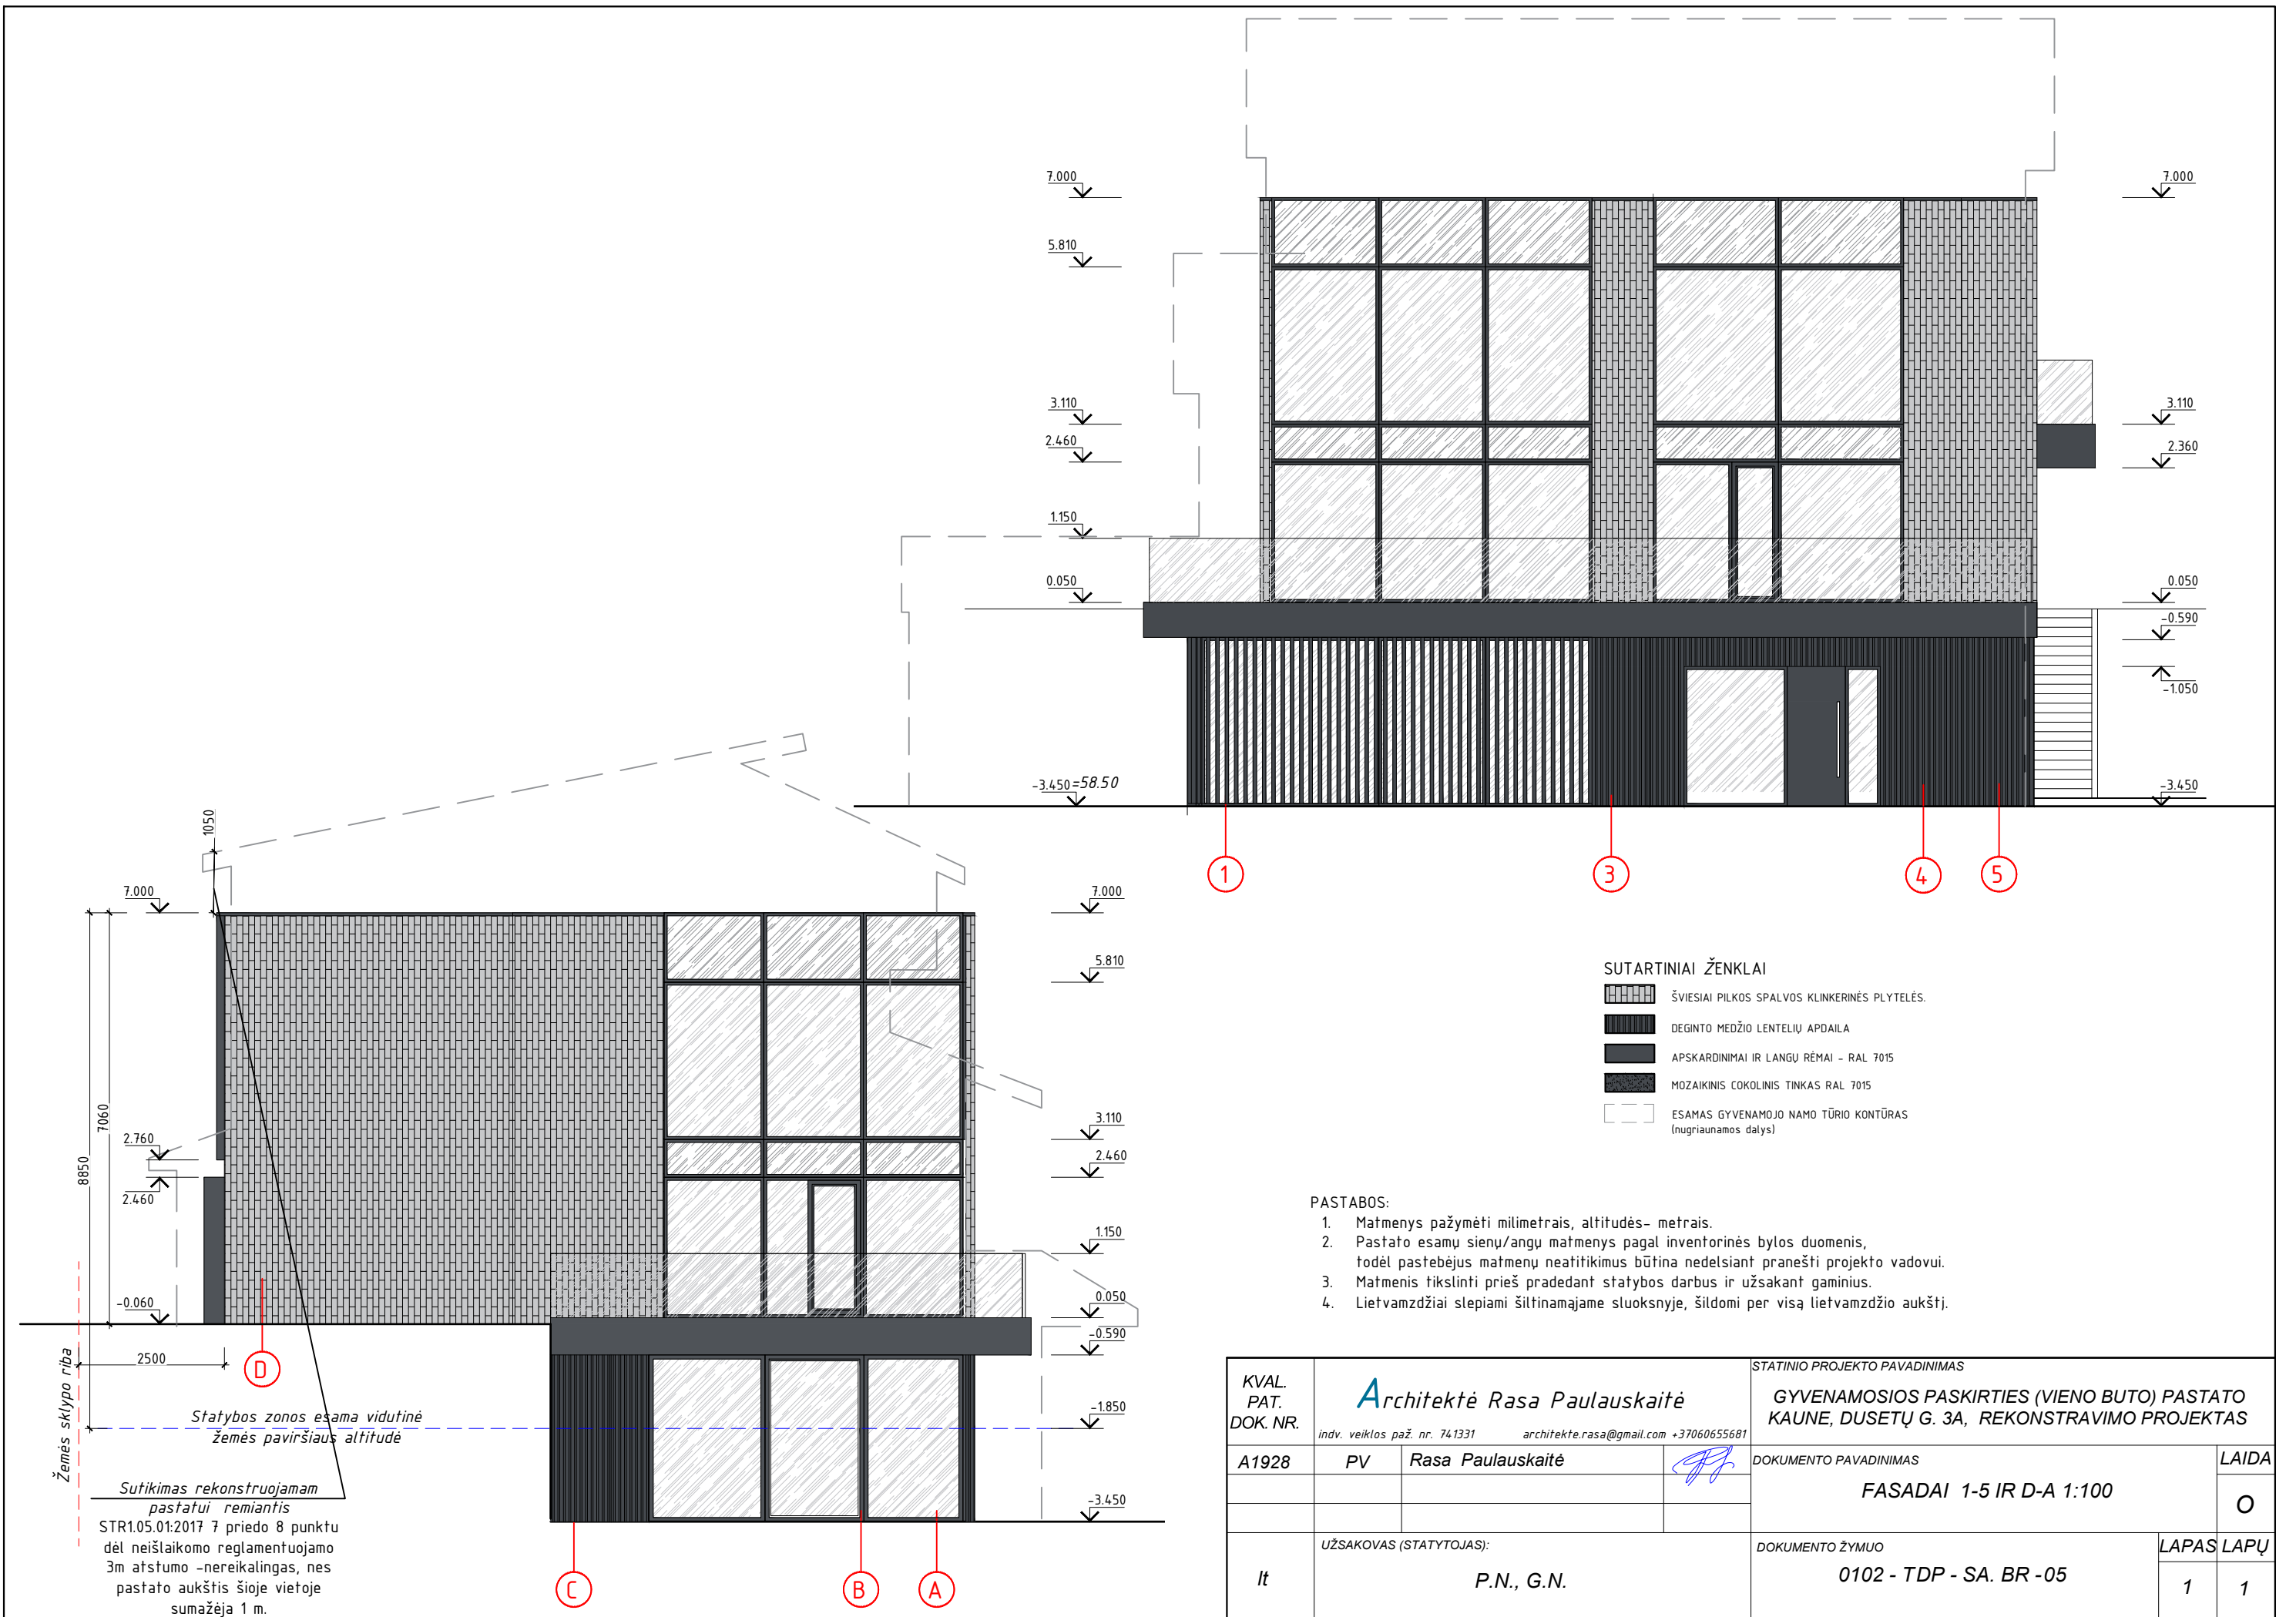 7.000
5.810
3.110
2.460
1.150
0.050
-3.450=58.50
7.000
3.110
2.360
0.050
-0.590
-1.050
-3.450
1
3
4
5
1050
7.000
7060
8850
2.760
2.460
-0.060
2500
Žemės sklypo riba
D
7.000
5.810
3.110
2.460
1.150
0.050
-0.590
-1.850
-3.450
Statybos zonos esama vidutinė
žemės paviršiaus altitudė
Sutikimas rekonstruojamam
pastatui remiantis
STR1.05.01:2017 7 priedo 8 punktu
dėl neišlaikomo reglamentuojamo
3m atstumo -nereikalingas, nes
pastato aukštis šioje vietoje
sumažėja 1 m.
C
B
A
SUTARTINIAI ŽENKLAI
ŠVIESIAI PILKOS SPALVOS KLINKERINĖS PLYTELĖS.
DEGINTO MEDŽIO LENTELIŲ APDAILA
APSKARDINIMAI IR LANGŲ RĖMAI - RAL 7015
MOZAIKINIS COKOLINIS TINKAS RAL 7015
ESAMAS GYVENAMOJO NAMO TŪRIO KONTŪRAS
(nugriaunamos dalys)
PASTABOS:
1. Matmenys pažymėti milimetrais, altitudės- metrais.
2. Pastato esamų sienų/angų matmenys pagal inventorinės bylos duomenis,
todėl pastebėjus matmenų neatitikimus būtina nedelsiant pranešti projekto vadovui.
3. Matmenis tikslinti prieš pradedant statybos darbus ir užsakant gaminius.
4. Lietvamzdžiai slepiami šiltinamajame sluoksnyje, šildomi per visą lietvamzdžio aukštį.
KVAL.
PAT.
DOK. NR.
Architektė Rasa Paulauskaitė
indv. veiklos paž. nr. 741331 architekte.rasa@gmail.com +37060655681
STATINIO PROJEKTO PAVADINIMAS
GYVENAMOSIOS PASKIRTIES (VIENO BUTO) PASTATO
KAUNE, DUSETŲ G. 3A, REKONSTRAVIMO PROJEKTAS
A1928 PV Rasa Paulauskaitė
DOKUMENTO PAVADINIMAS
FASADAI 1-5 IR D-A 1:100
LAIDA
O
lt
UŽSAKOVAS (STATYTOJAS):
P.N., G.N.
DOKUMENTO ŽYMUO
0102 - TDP - SA. BR -05
LAPAS LAPŲ
1 1